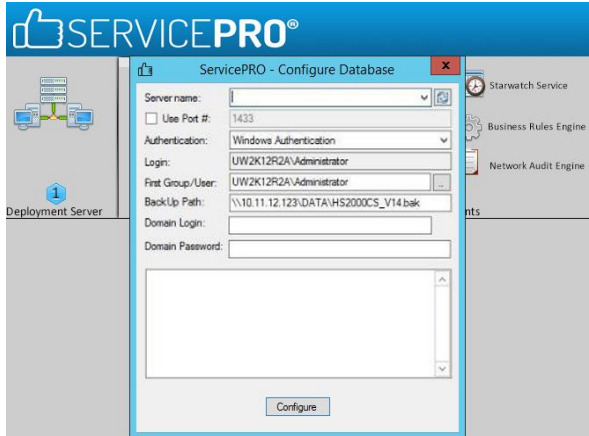 SERVICEPRO®
ServicePRO - Configure Database
x
Server name:
Use Port #: 1433
Authentication: Windows Authentication
Login: UW2K12R2A\Administrator
First Group/User: UW2K12R2A\Administrator ...
BackUp Path: \\10.11.12.123\DATA\HS2000CS_V14.bak
Domain Login:
Domain Password:
Configure
1
Deployment Server
Starwatch Service
Business Rules Engine
Network Audit Engine
nts